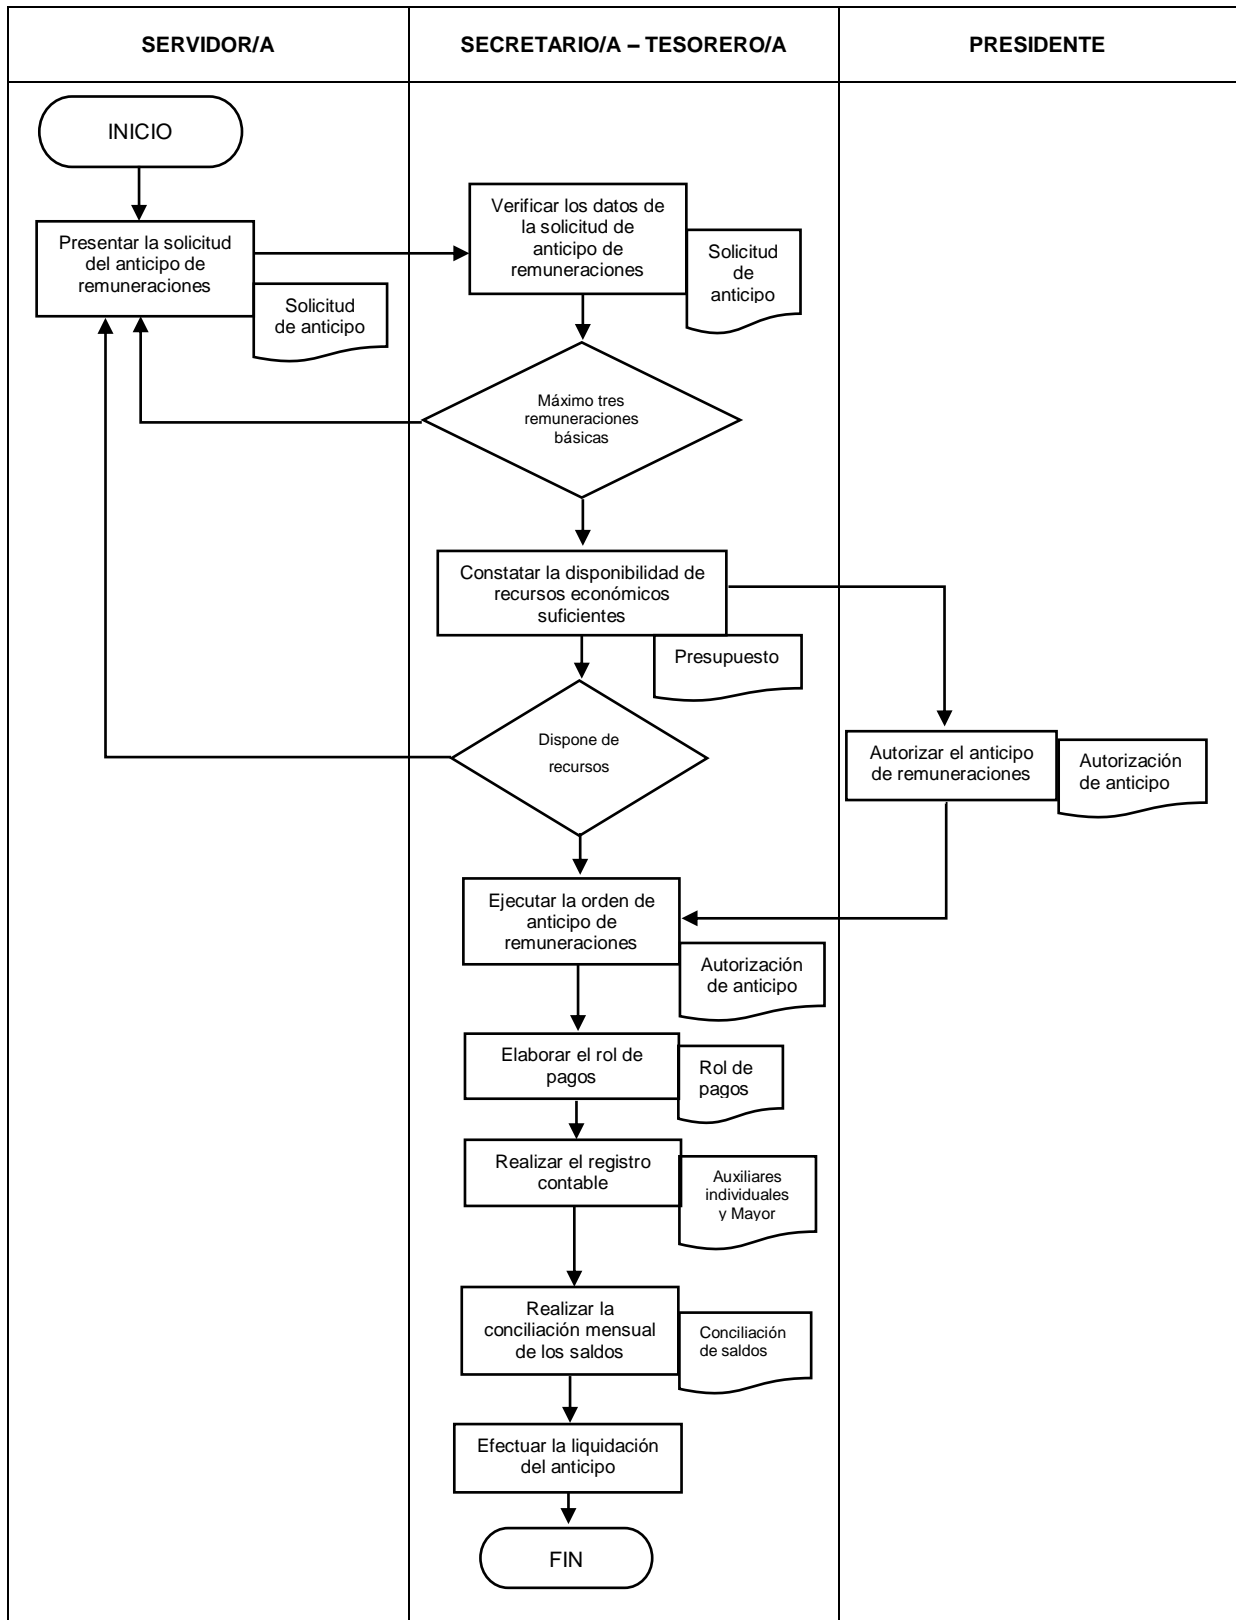 SERVIDOR/A
SECRETARIO/A – TESORERO/A
PRESIDENTE
INICIO
Presentar la solicitud
del anticipo de
remuneraciones
Solicitud
de anticipo
Verificar los datos de
la solicitud de
anticipo de
remuneraciones
Solicitud
de
anticipo
Máximo tres
remuneraciones
básicas
Constatar la disponibilidad de
recursos económicos
suficientes
Presupuesto
Dispone de
recursos
Autorizar el anticipo
de remuneraciones
Autorización
de anticipo
Ejecutar la orden de
anticipo de
remuneraciones
Autorización
de anticipo
Elaborar el rol de
pagos
Rol de
pagos
Realizar el registro
contable
Auxiliares
individuales
y Mayor
Realizar la
conciliación mensual
de los saldos
Conciliación
de saldos
Efectuar la liquidación
del anticipo
FIN